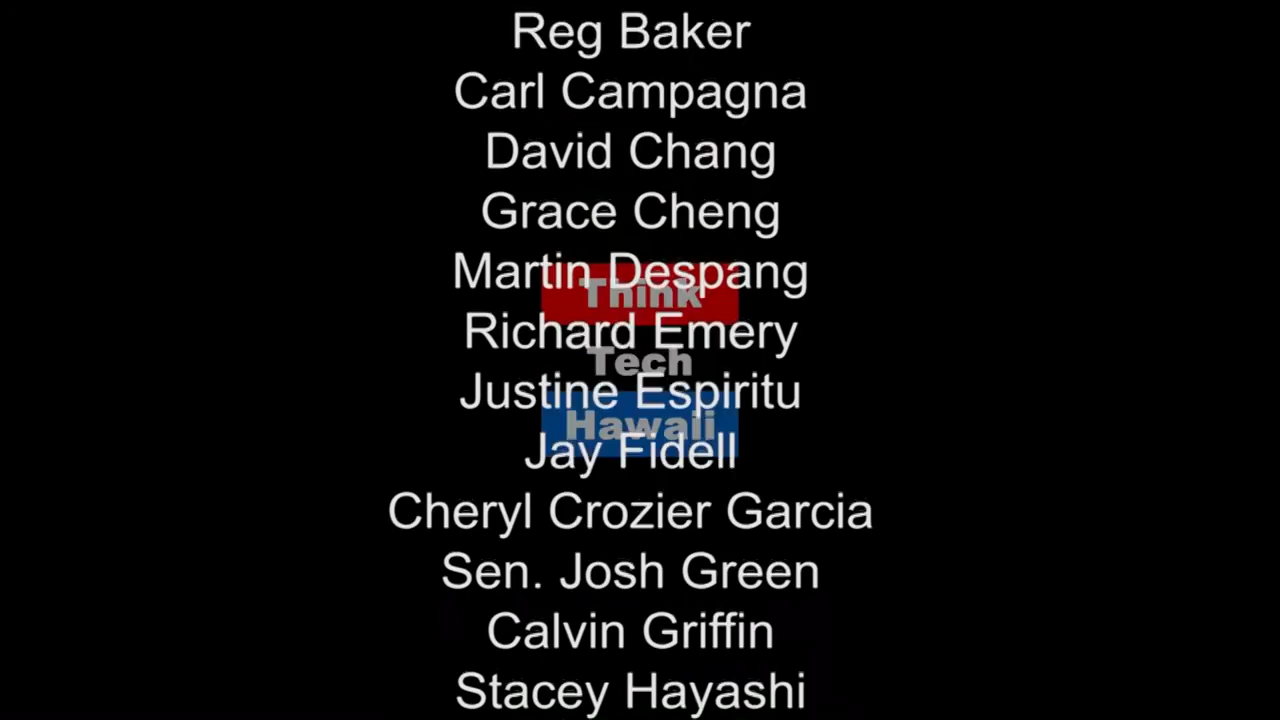 Reg Baker
Carl Campagna
David Chang
Grace Cheng
Martin Despang
Think
Richard Emery
Tech
Justine Espiritu
Hawaii
Jay Fidell
Cheryl Crozier Garcia
Sen. Josh Green
Calvin Griffin
Stacey Hayashi